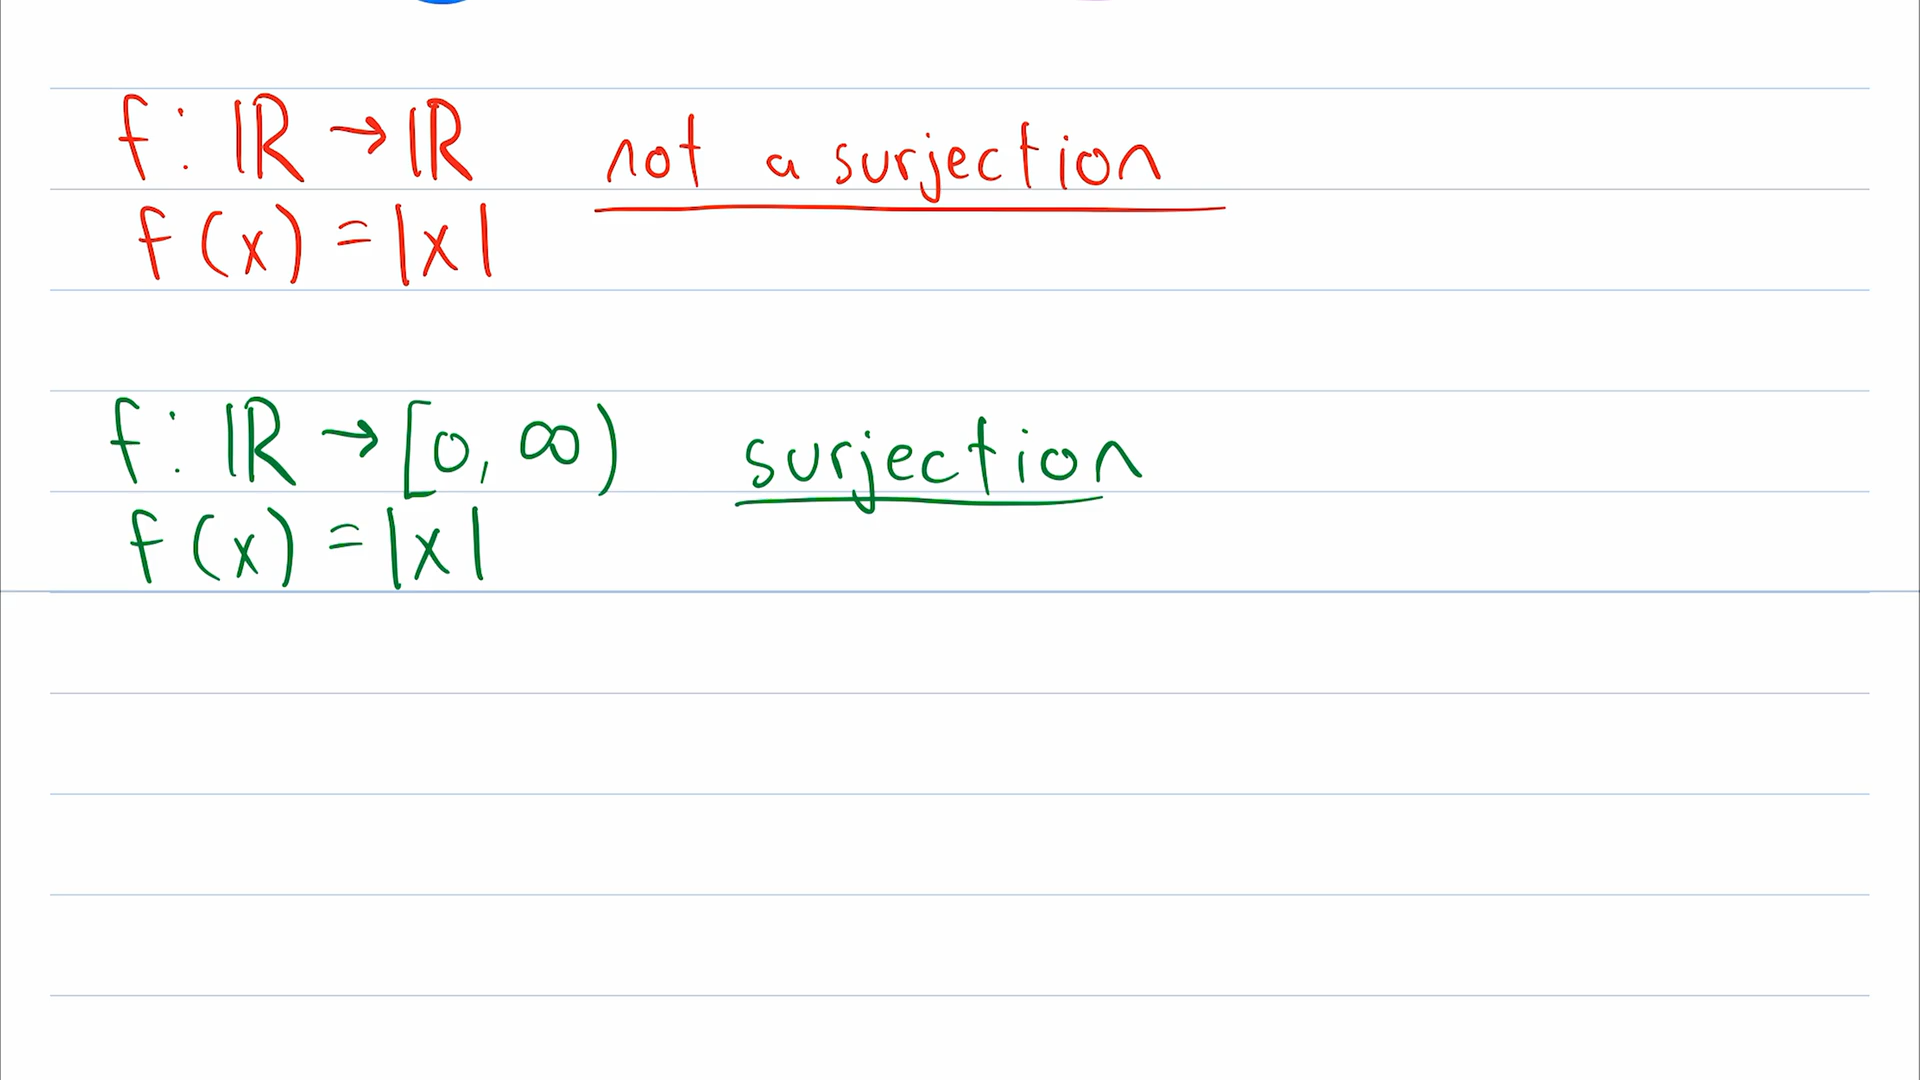 f: ℝ → ℝ not a surjection
f(x) = |x|
f: ℝ → [0, ∞) surjection
f(x) = |x|